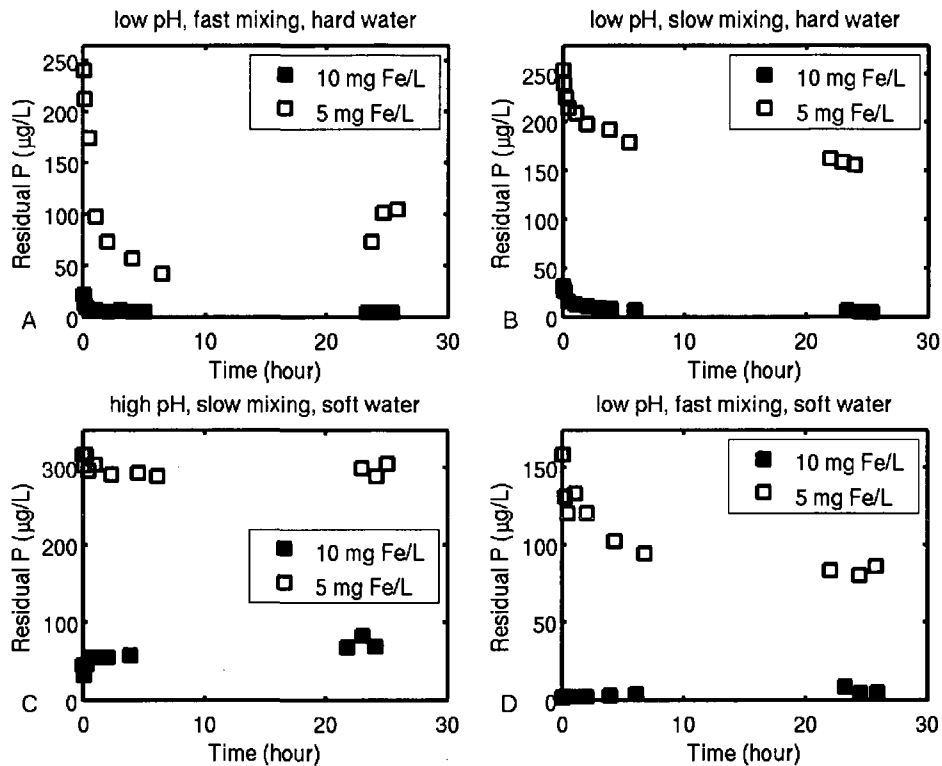 low pH, fast mixing, hard water
250
200
150
100
50
0
Residual P (µg/L)
■ 10 mg Fe/L
□ 5 mg Fe/L
A
0 10 20 30
Time (hour)
low pH, slow mixing, hard water
250
200
150
100
50
0
Residual P (µg/L)
■ 10 mg Fe/L
□ 5 mg Fe/L
B
0 10 20 30
Time (hour)
high pH, slow mixing, soft water
300
200
100
0
Residual P (µg/L)
■ 10 mg Fe/L
□ 5 mg Fe/L
C
0 10 20 30
Time (hour)
low pH, fast mixing, soft water
150
100
50
0
Residual P (µg/L)
■ 10 mg Fe/L
□ 5 mg Fe/L
D
0 10 20 30
Time (hour)